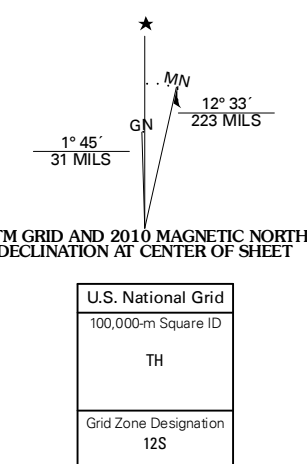 MN
GN
12° 33´
223 MILS
1° 45´
31 MILS
TM GRID AND 2010 MAGNETIC NORTH
DECLINATION AT CENTER OF SHEET
U.S. National Grid
100,000-m Square ID
TH
Grid Zone Designation
12S